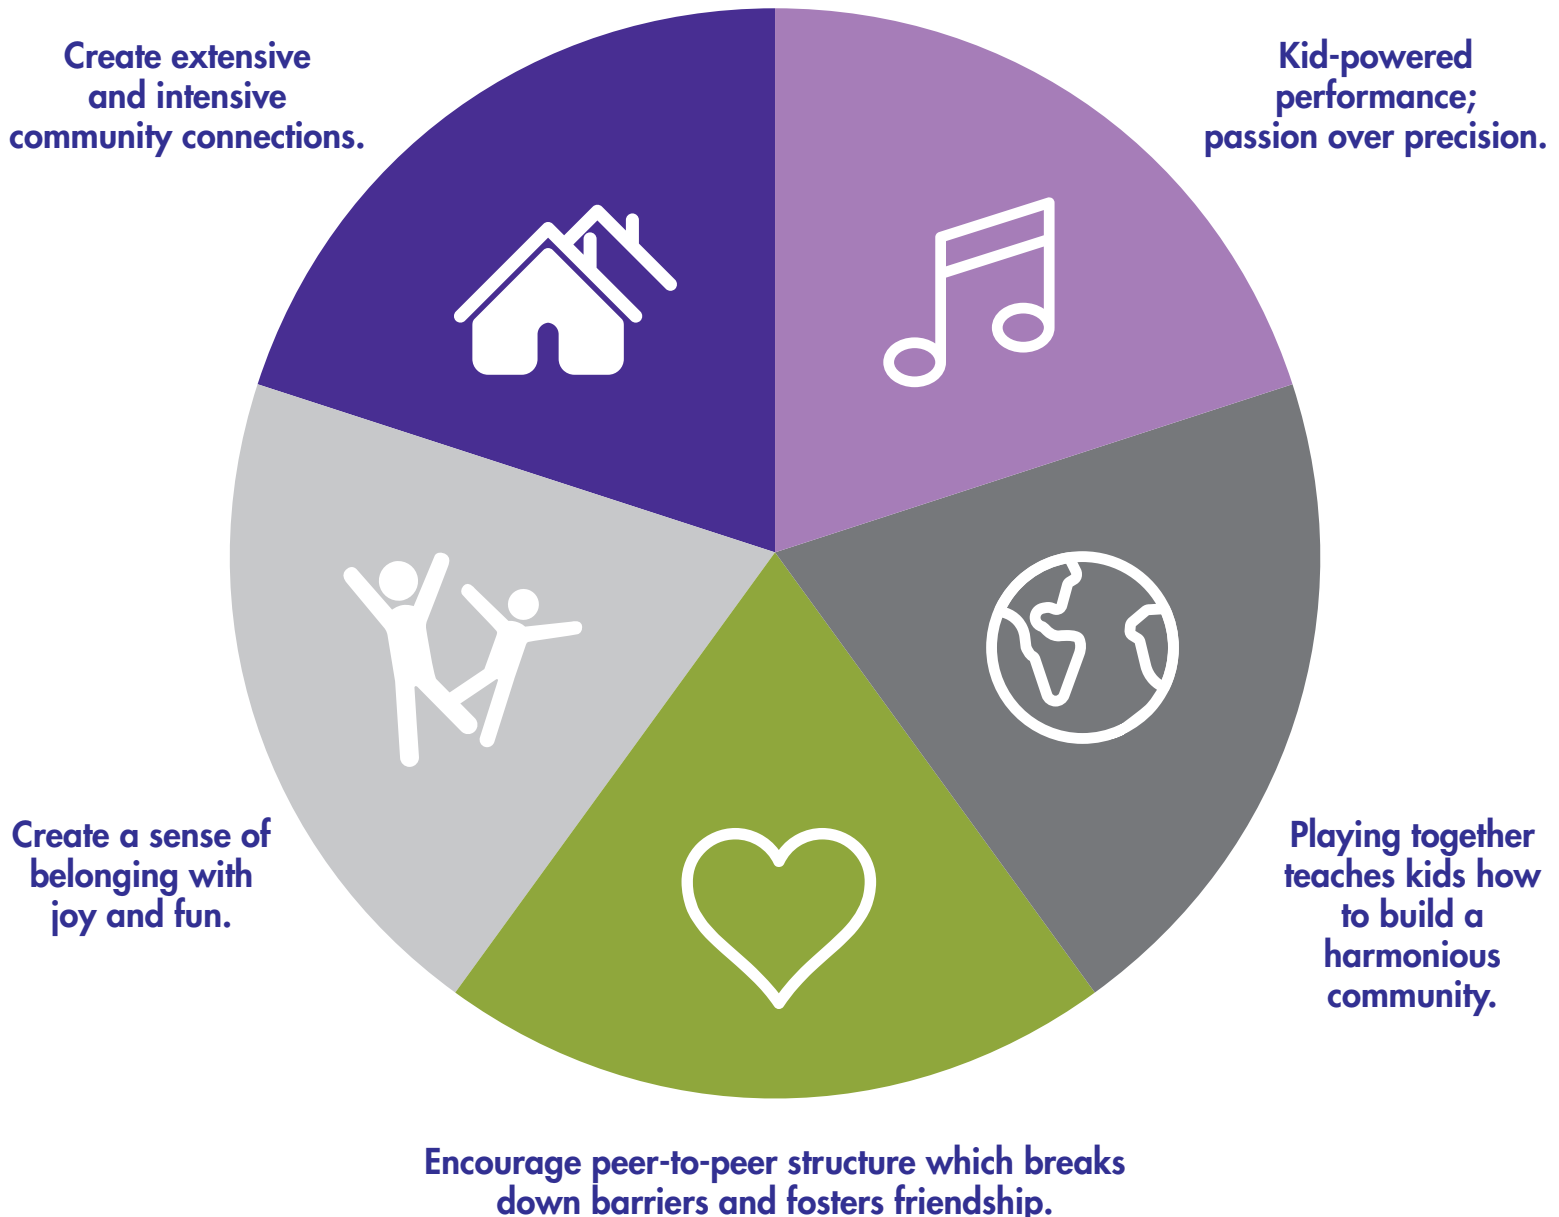 Create extensive
and intensive
community connections.
Kid-powered
performance;
passion over precision.
Create a sense of
belonging with
joy and fun.
Playing together
teaches kids how
to build a
harmonious
community.
Encourage peer-to-peer structure which breaks
down barriers and fosters friendship.